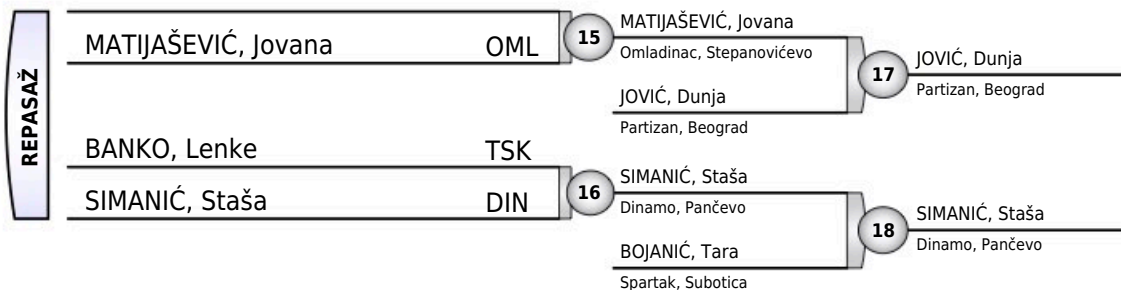 REPASAŽ
MATIJAŠEVIĆ, Jovana OML
BANKO, Lenke TSK
SIMANIĆ, Staša DIN
15
MATIJAŠEVIĆ, Jovana
Omladinac, Stepanovićevo
JOVIĆ, Dunja
Partizan, Beograd
16
SIMANIĆ, Staša
Dinamo, Pančevo
BOJANIĆ, Tara
Spartak, Subotica
17
JOVIĆ, Dunja
Partizan, Beograd
18
SIMANIĆ, Staša
Dinamo, Pančevo